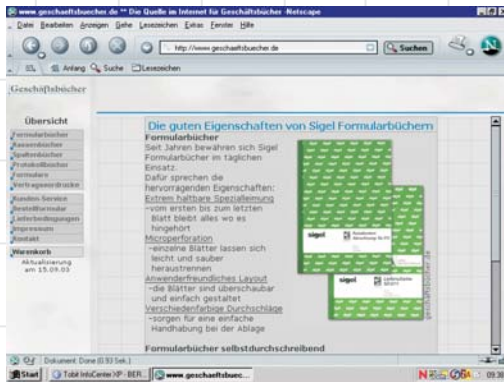 www.geschaeftsbuecher.de ** Die Quelle im Internet für Geschäftsbücher - Netscape
Datei Bearbeiten Anzeigen Gehe Lesezeichen Extras Fenster Hilfe
http://www.geschaeftsbuecher.de
Suchen
Anfang Suche Lesezeichen
Geschäftsbücher
Übersicht
Formularbücher
Kassenbücher
Spaltenbücher
Protokollbücher
Formulare
Vertragsvordrucke
Kunden-Service
Bestellformular
Lieferbedingungen
Impressum
Kontakt
Warenkorb
Aktualisierung
am 15.09.03
Die guten Eigenschaften von Sigel Formularbüchern
Formularbücher
Seit Jahren bewähren sich Sigel
Formularbücher im täglichen
Einsatz.
Dafür sprechen die
hervorragenden Eigenschaften:
Extrem haltbare Spezialleimung
-vom ersten bis zum letzten
Blatt bleibt alles wo es
hingehört
Microperforation
-einzelne Blätter lassen sich
leicht und sauber
heraustrennen
Anwenderfreundliches Layout
-die Blätter sind überschaubar
und einfach gestaltet
Verschiedenfarbige Durchschläge
-sorgen für eine einfache
Handhabung bei der Ablage
Formularbücher selbstdurchschreibend
sigel
sigel
geschaeftsbuecher.de
Dokument: Done (0.93 Sek.)
Start
Tobit InfoCenter XP - BER...
www.geschaeftsbuec...